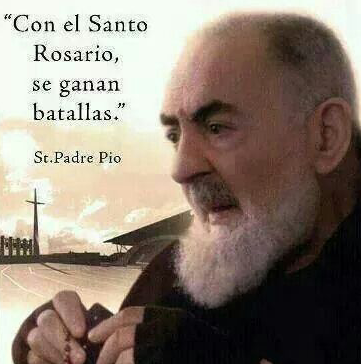 “Con el Santo
Rosario,
se ganan
batallas.”
St.Padre Pio